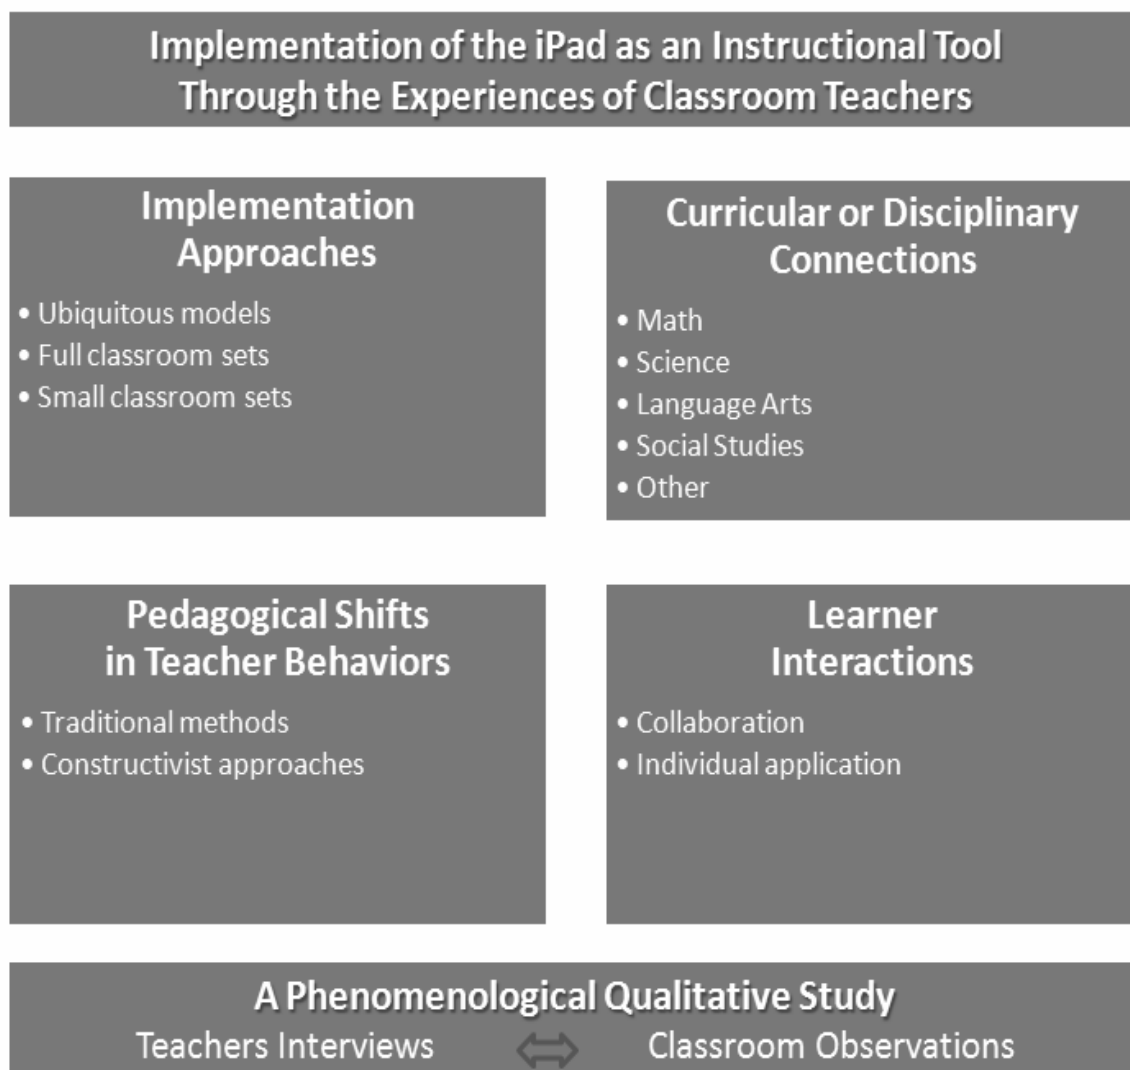 Implementation of the iPad as an Instructional Tool
Through the Experiences of Classroom Teachers
Implementation
Approaches
• Ubiquitous models
• Full classroom sets
• Small classroom sets
Curricular or Disciplinary
Connections
• Math
• Science
• Language Arts
• Social Studies
• Other
Pedagogical Shifts
in Teacher Behaviors
• Traditional methods
• Constructivist approaches
Learner
Interactions
• Collaboration
• Individual application
A Phenomenological Qualitative Study
Teachers Interviews Classroom Observations